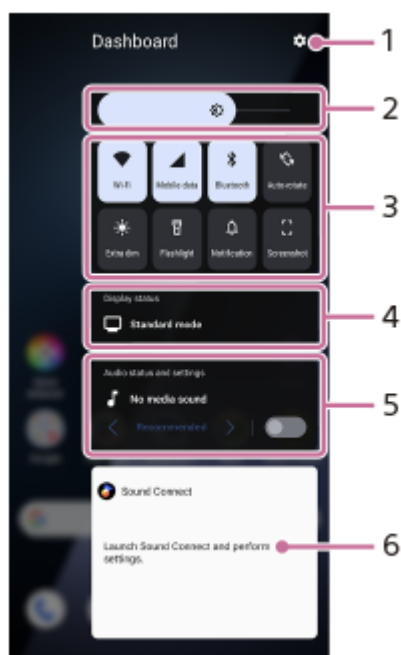 Dashboard
1
2
Wi-Fi
Mobile data
Bluetooth
Auto-rotate
3
Extra dim
Flashlight
Notification
Screenshot
Display status
Standard mode
4
Audio status and settings
No media sound
5
Recommended
Sound Connect
Launch Sound Connect and perform
6
settings.